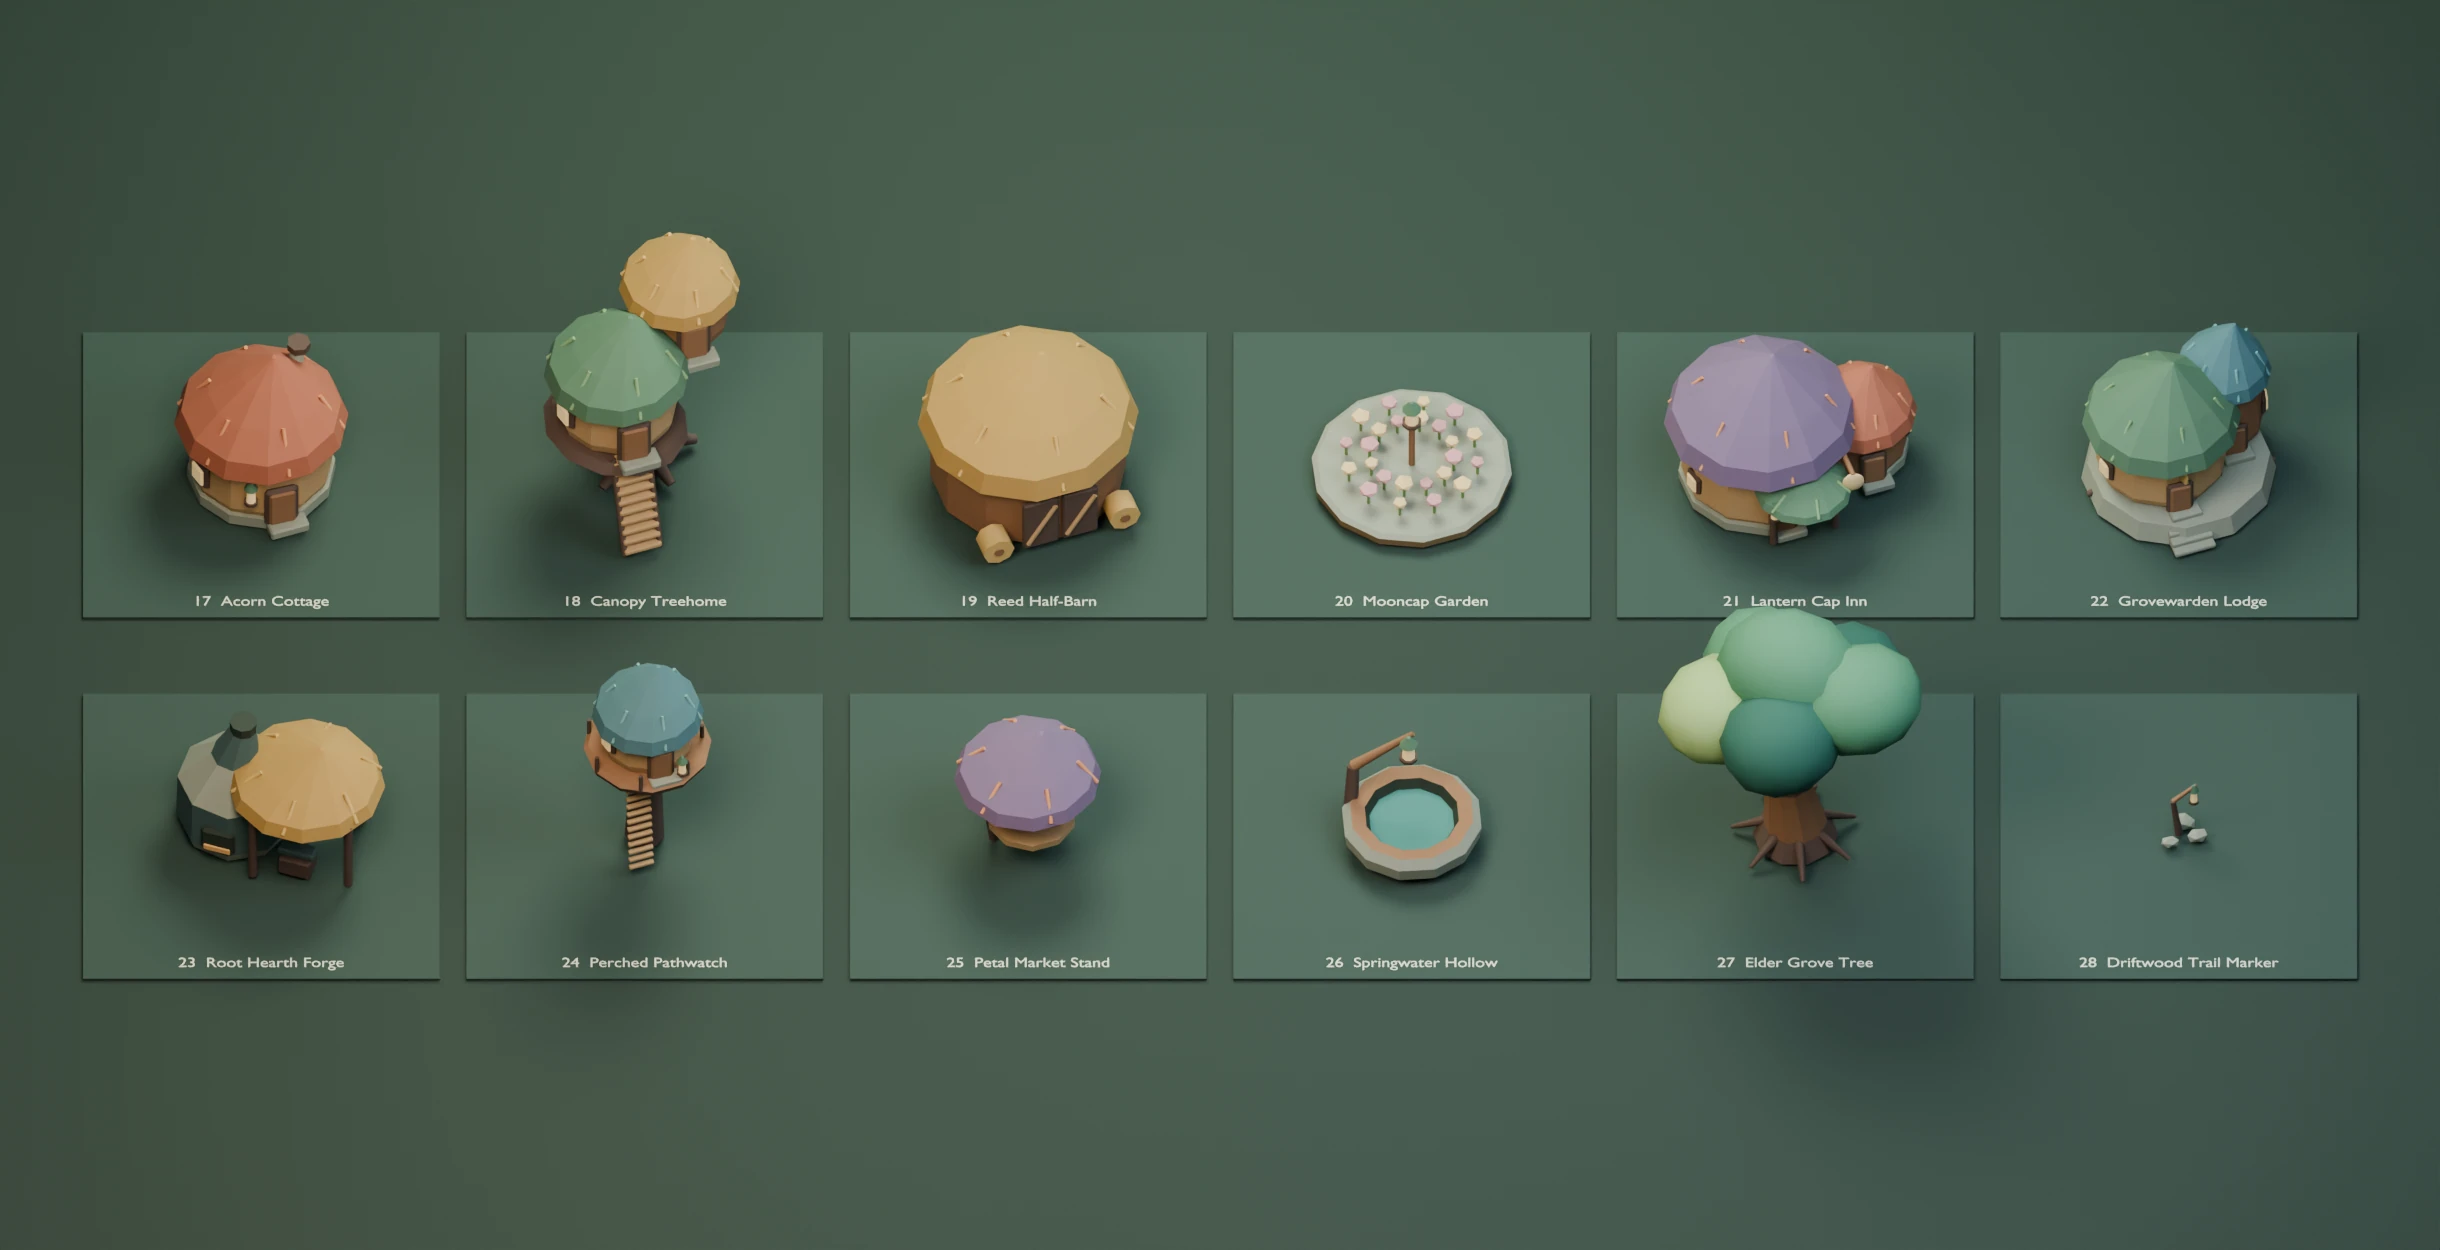 17 Acorn Cottage
18 Canopy Treehome
19 Reed Half-Barn
20 Mooncap Garden
21 Lantern Cap Inn
22 Grovewarden Lodge
23 Root Hearth Forge
24 Perched Pathwatch
25 Petal Market Stand
26 Springwater Hollow
27 Elder Grove Tree
28 Driftwood Trail Marker